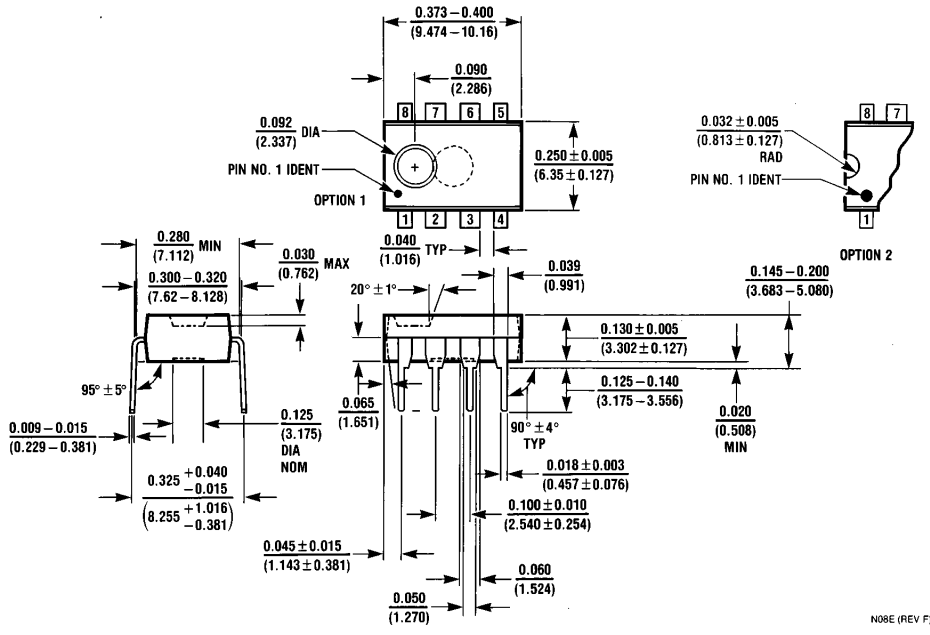 0.373–0.400
(9.474–10.16)
0.090
(2.286)
8 7 6 5
0.092 DIA
(2.337)
PIN NO. 1 IDENT
OPTION 1
1 2 3 4
0.250 ± 0.005
(6.35 ± 0.127)
8 7
0.032 ± 0.005
(0.813 ± 0.127)
RAD
PIN NO. 1 IDENT
1
OPTION 2
0.280 MIN
(7.112)
0.300–0.320
(7.62–8.128)
0.030 MAX
(0.762)
0.040 TYP
(1.016)
0.039
(0.991)
20° ± 1°
0.145–0.200
(3.683–5.080)
0.130 ± 0.005
(3.302 ± 0.127)
0.125–0.140
(3.175–3.556)
0.020
(0.508)
MIN
95° ± 5°
0.065
(1.651)
90° ± 4°
TYP
0.009–0.015
(0.229–0.381)
0.125
(3.175)
DIA
NOM
0.018 ± 0.003
(0.457 ± 0.076)
0.325 +0.040
−0.015
(8.255 +1.016
−0.381)
0.100 ± 0.010
(2.540 ± 0.254)
0.045 ± 0.015
(1.143 ± 0.381)
0.060
(1.524)
0.050
(1.270)
N08E (REV F)